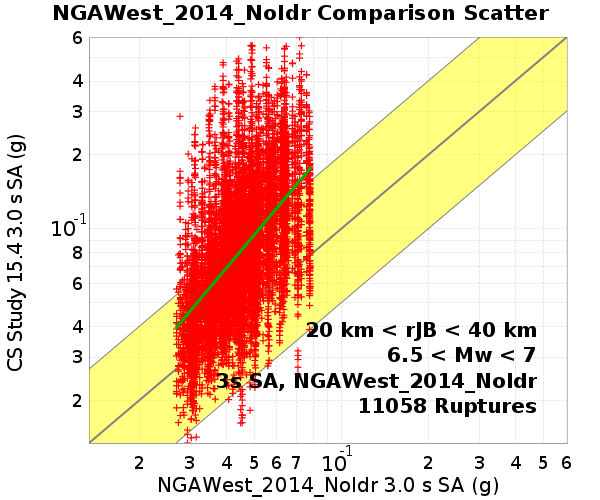 NGAWest_2014_NoIdr Comparison Scatter
6
4
3
2
10⁻¹
8
6
4
3
2
CS Study 15.4 3.0 s SA (g)
20 km < rJB < 40 km
6.5 < Mw < 7
3s SA, NGAWest_2014_NoIdr
11058 Ruptures
2 3 4 5 6 7 10⁻¹ 2 3 4 5 6
NGAWest_2014_NoIdr 3.0 s SA (g)